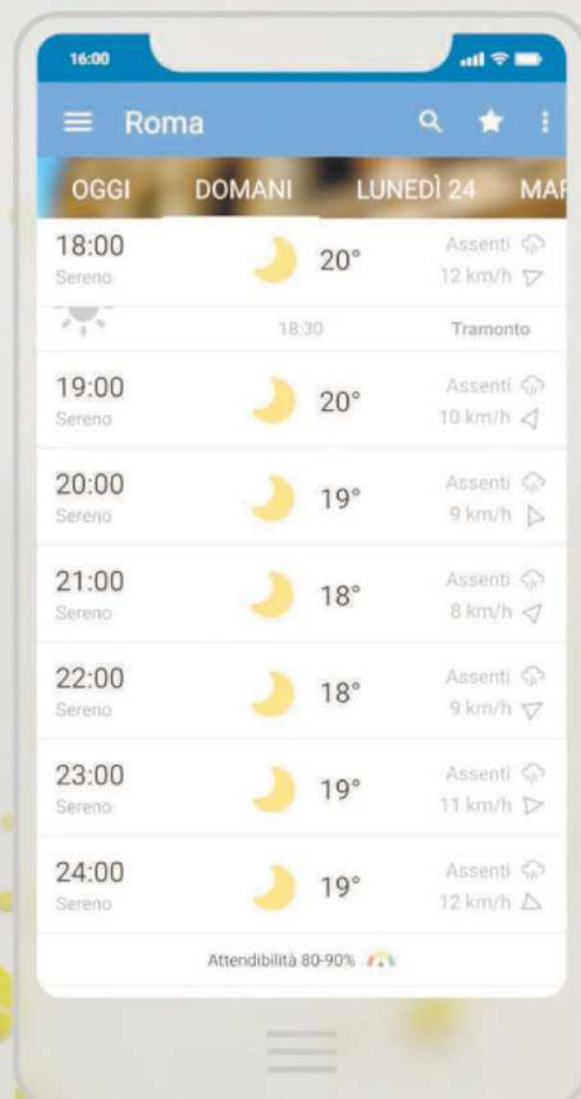 16:00
Roma
OGGI DOMANI LUNEDÌ 24 MAR
18:00 20° Assenti
Sereno 12 km/h
18:30 Tramonto
19:00 20° Assenti
Sereno 10 km/h
20:00 19° Assenti
Sereno 9 km/h
21:00 18° Assenti
Sereno 8 km/h
22:00 18° Assenti
Sereno 9 km/h
23:00 19° Assenti
Sereno 11 km/h
24:00 19° Assenti
Sereno 12 km/h
Attendibilità 80-90%